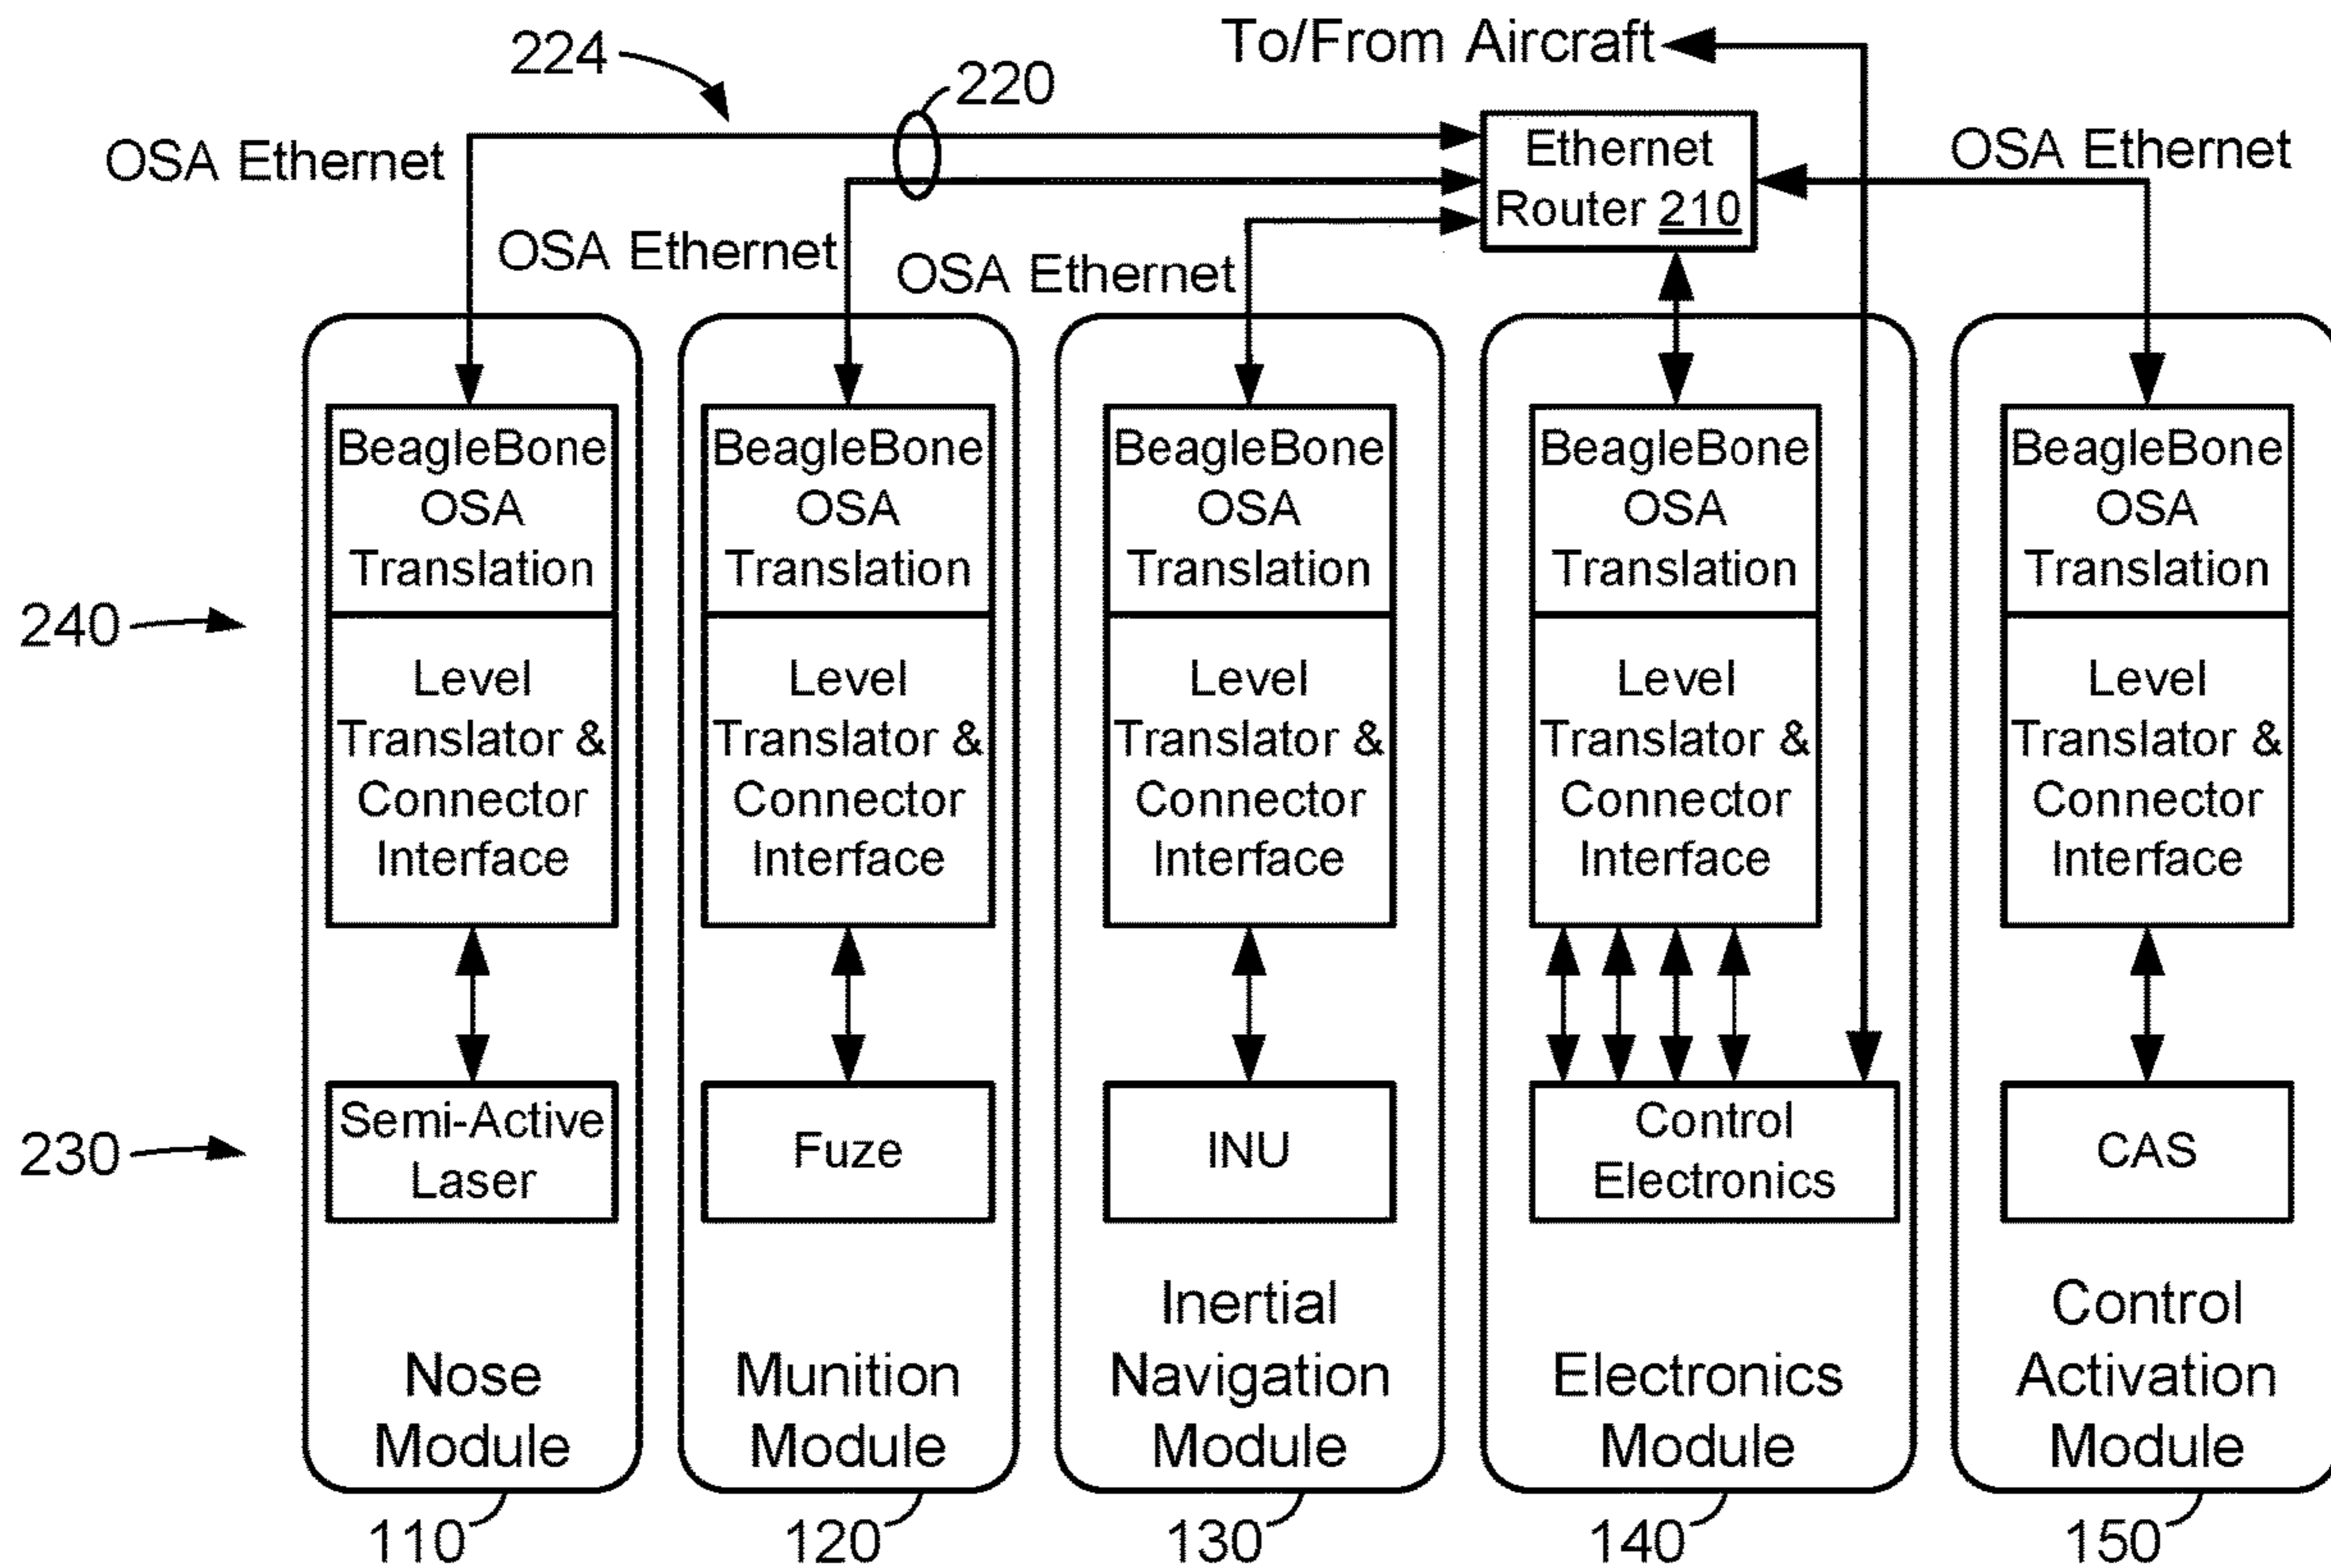 224
220
To/From Aircraft
OSA Ethernet
OSA Ethernet
OSA Ethernet
Ethernet
Router 210
OSA Ethernet
240
230
BeagleBone
OSA
Translation
Level
Translator &
Connector
Interface
Semi-Active
Laser
Nose
Module
110
BeagleBone
OSA
Translation
Level
Translator &
Connector
Interface
Fuze
Munition
Module
120
BeagleBone
OSA
Translation
Level
Translator &
Connector
Interface
INU
Inertial
Navigation
Module
130
BeagleBone
OSA
Translation
Level
Translator &
Connector
Interface
Control
Electronics
Electronics
Module
140
BeagleBone
OSA
Translation
Level
Translator &
Connector
Interface
CAS
Control
Activation
Module
150